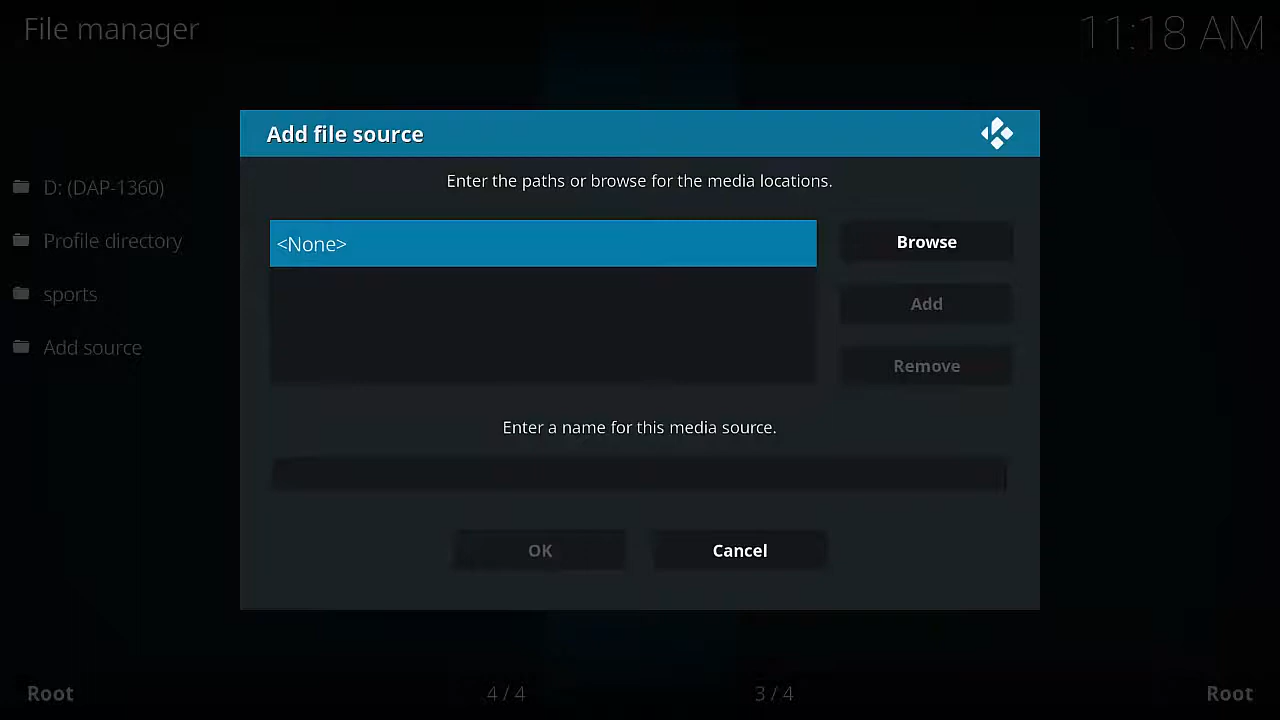 File manager
11:18 AM
Add file source
Enter the paths or browse for the media locations.
D: (DAP-1360)
Profile directory
sports
Add source
<None>
Browse
Add
Remove
Enter a name for this media source.
OK
Cancel
Root
4 / 4
3 / 4
Root